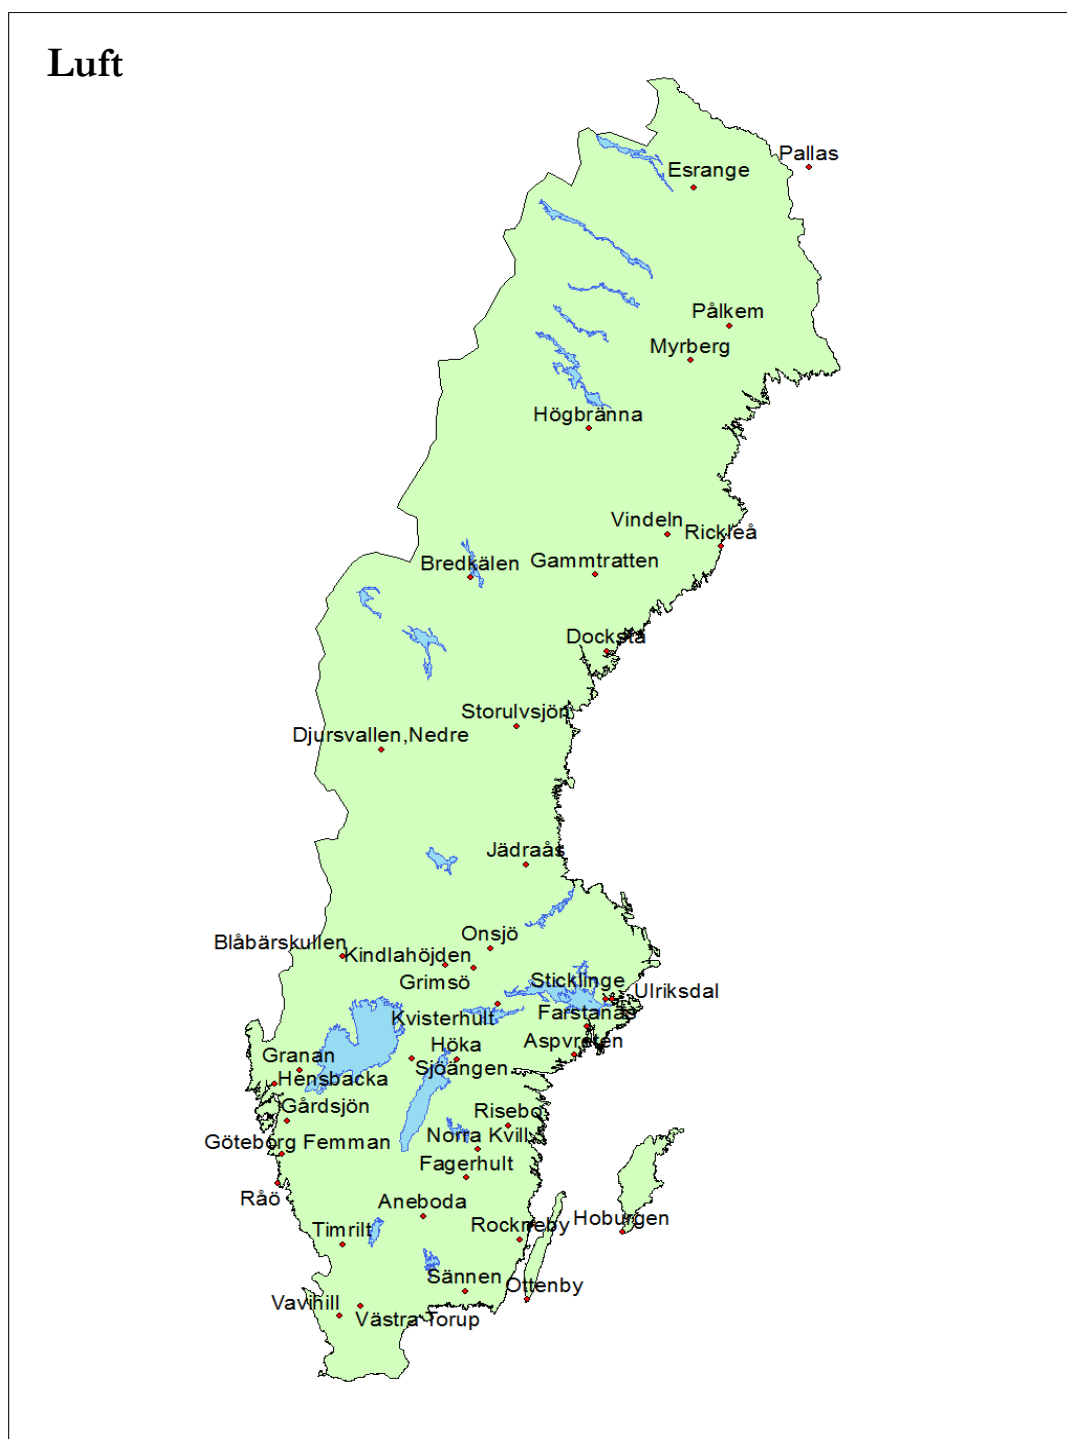 Luft
Pallas
Esrange
Pålkem
Myrberg
Högbränna
Vindeln
Rickleå
Bredkälen
Gammtratten
Docksta
Storulvsjön
Djursvallen,Nedre
Jädraås
Onsjö
Blåbärskullen
Kindlahöjden
Grimsö
Sticklinge
Ulriksdal
Kvisterhult
Farstanäs
Höka
Aspvreten
Granan
Sjöängen
Hensbacka
Gårdsjön
Risebo
Göteborg Femman
Norra Kvill
Fagerhult
Råö
Aneboda
Timrilt
Rockneby
Hoburgen
Sännen
Ottenby
Vavihill
Västra Torup